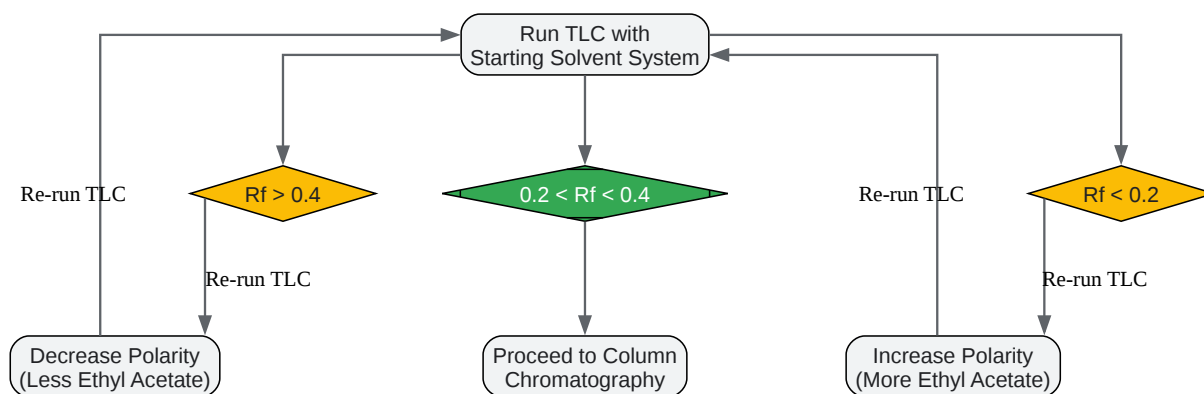 Run TLC with
Starting Solvent System
Re-run TLC
Rf > 0.4
0.2 < Rf < 0.4
Re-run TLC
Rf < 0.2
Re-run TLC
Re-run TLC
Decrease Polarity
(Less Ethyl Acetate)
Proceed to Column
Chromatography
Increase Polarity
(More Ethyl Acetate)